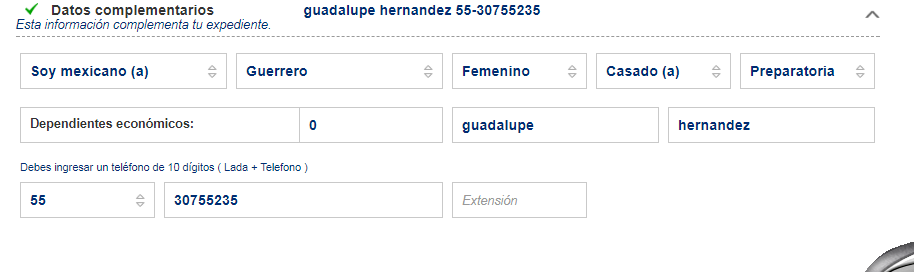 Datos complementarios guadalupe hernandez 55-30755235
Esta información complementa tu expediente.
Soy mexicano (a) Guerrero Femenino Casado (a) Preparatoria
Dependientes económicos: 0 guadalupe hernandez
Debes ingresar un teléfono de 10 dígitos ( Lada + Telefono )
55 30755235 Extensión